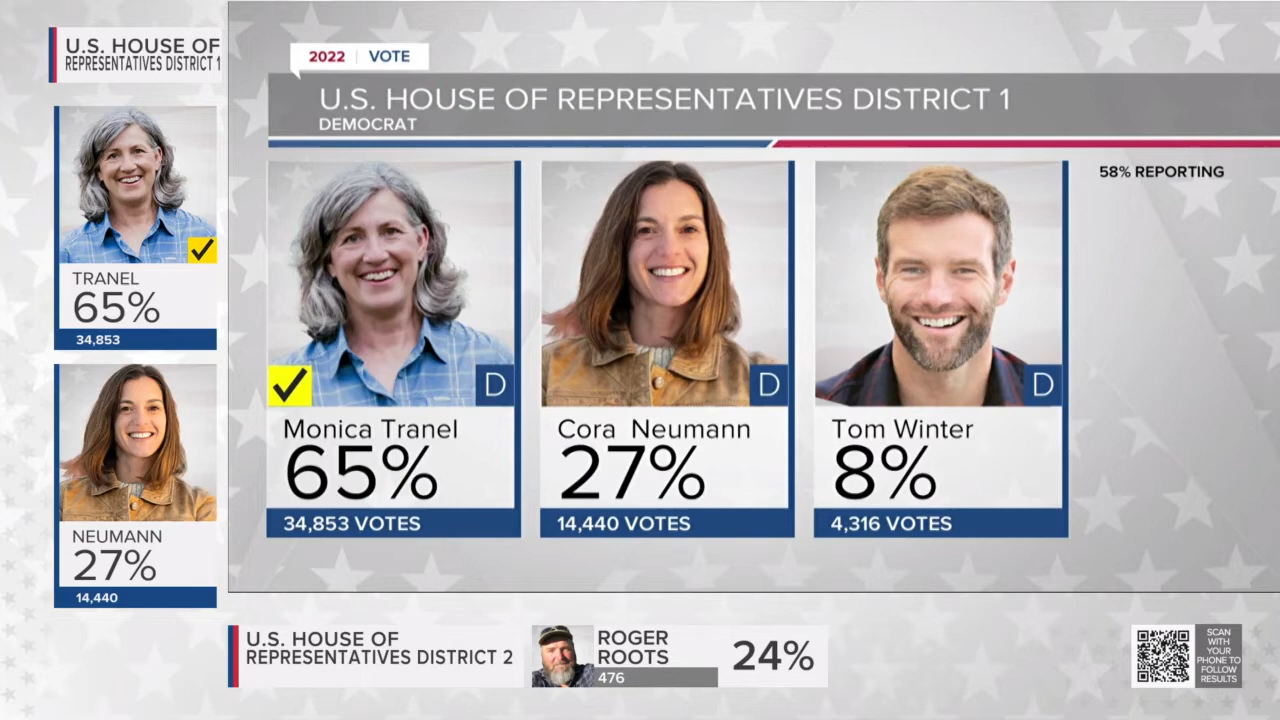 U.S. HOUSE OF
REPRESENTATIVES DISTRICT 1
TRANEL
65%
34,853
NEUMANN
27%
14,440
2022 VOTE
U.S. HOUSE OF REPRESENTATIVES DISTRICT 1
DEMOCRAT
58% REPORTING
D
Monica Tranel
65%
34,853 VOTES
D
Cora Neumann
27%
14,440 VOTES
D
Tom Winter
8%
4,316 VOTES
U.S. HOUSE OF
REPRESENTATIVES DISTRICT 2
ROGER
ROOTS
476
24%
SCAN
WITH
YOUR
PHONE TO
FOLLOW
RESULTS